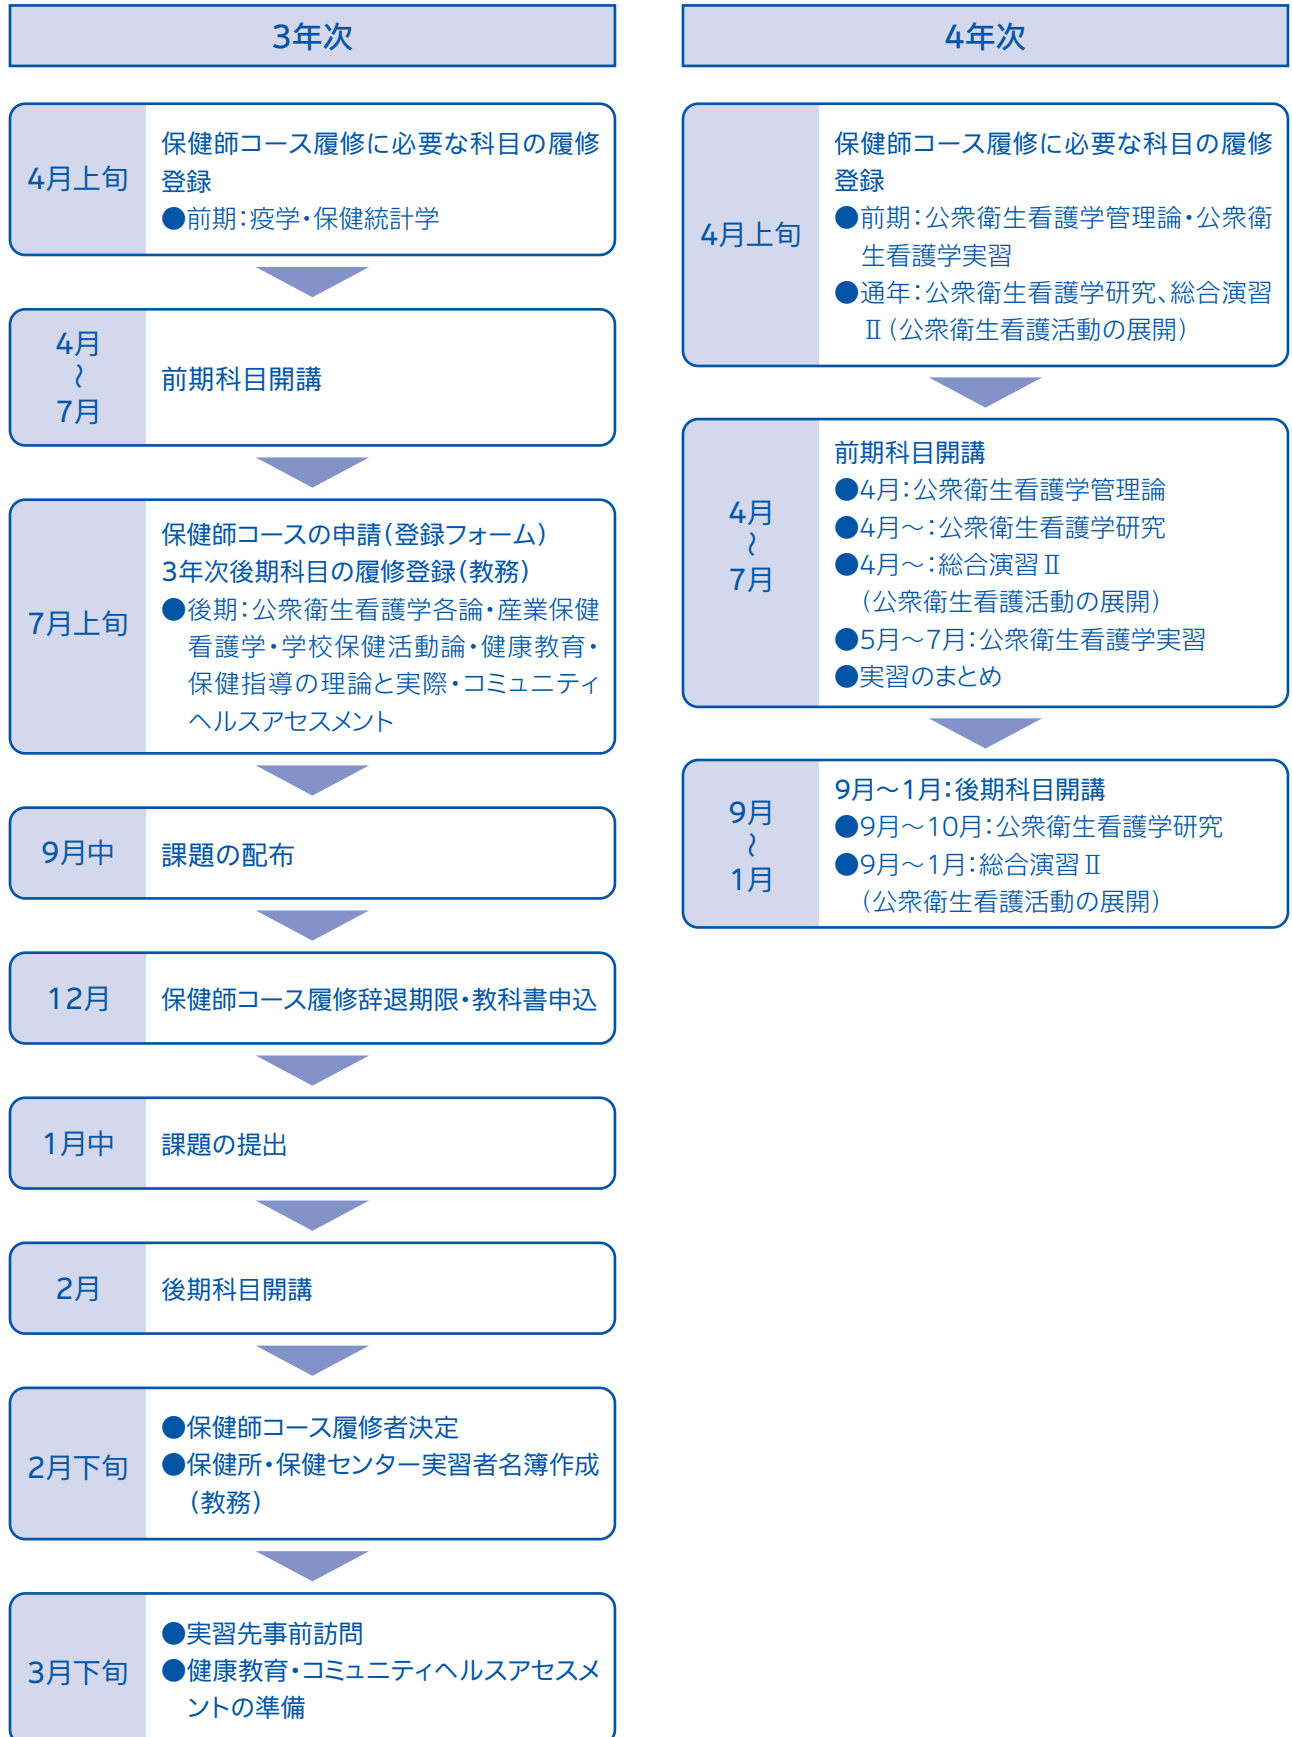 3年次
4月上旬
保健師コース履修に必要な科目の履修
登録
●前期：疫学・保健統計学
4月
〜
7月
前期科目開講
7月上旬
保健師コースの申請（登録フォーム）
3年次後期科目の履修登録（教務）
●後期：公衆衛生看護学各論・産業保健
看護学・学校保健活動論・健康教育・
保健指導の理論と実際・コミュニティ
ヘルスアセスメント
9月中
課題の配布
12月
保健師コース履修辞退期限・教科書申込
1月中
課題の提出
2月
後期科目開講
2月下旬
●保健師コース履修者決定
●保健所・保健センター実習者名簿作成
（教務）
3月下旬
●実習先事前訪問
●健康教育・コミュニティヘルスアセスメ
ントの準備
4年次
4月上旬
保健師コース履修に必要な科目の履修
登録
●前期：公衆衛生看護学管理論・公衆衛
生看護学実習
●通年：公衆衛生看護学研究、総合演習
Ⅱ（公衆衛生看護活動の展開）
4月
〜
7月
前期科目開講
●4月：公衆衛生看護学管理論
●4月〜：公衆衛生看護学研究
●4月〜：総合演習Ⅱ
（公衆衛生看護活動の展開）
●5月〜7月：公衆衛生看護学実習
●実習のまとめ
9月
〜
1月
9月〜1月：後期科目開講
●9月〜10月：公衆衛生看護学研究
●9月〜1月：総合演習Ⅱ
（公衆衛生看護活動の展開）